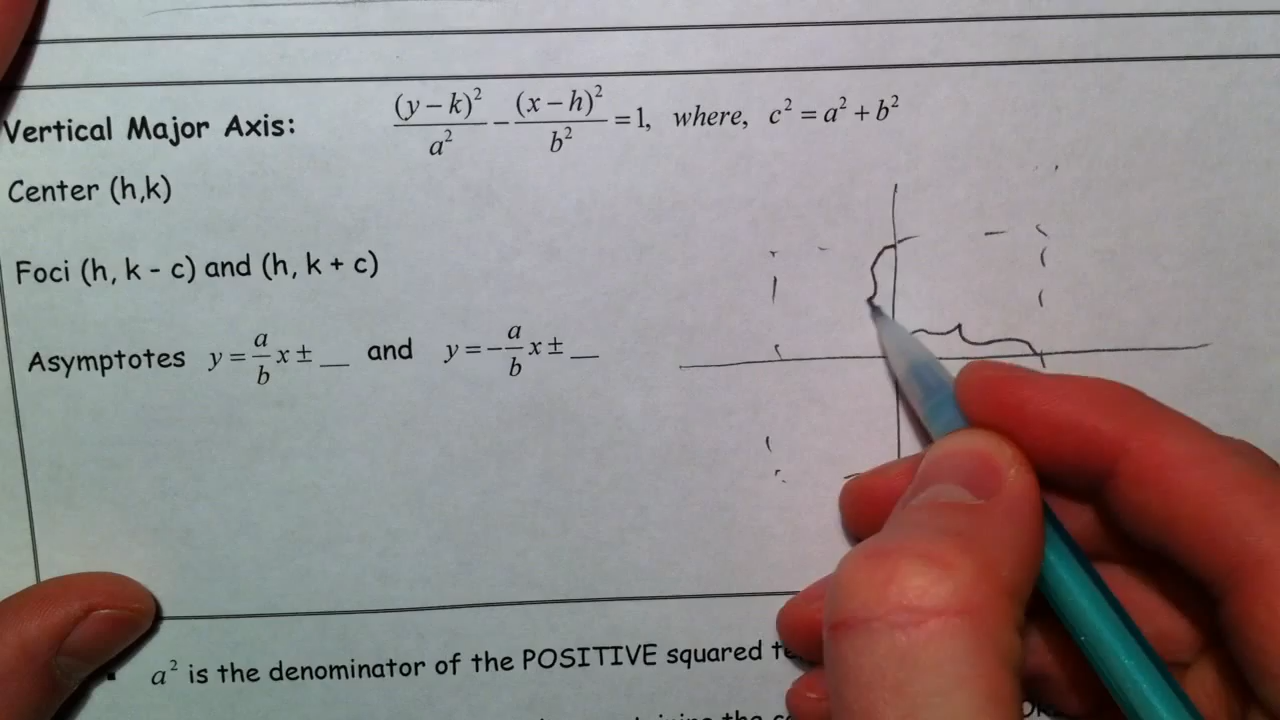 Vertical Major Axis: (y – k)²/a² – (x – h)²/b² = 1, where, c² = a² + b²
Center (h,k)
Foci (h, k - c) and (h, k + c)
Asymptotes y = a/b x ± __ and y = – a/b x ± __
a² is the denominator of the POSITIVE squared
the